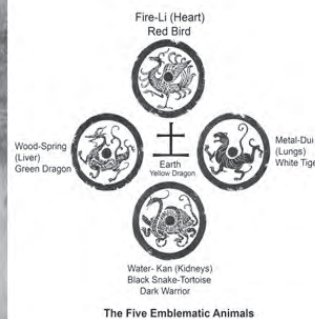 Fire-Li (Heart)
Red Bird
Wood-Spring
(Liver)
Green Dragon
土
Earth
Yellow Dragon
Metal-Dui
(Lungs)
White Tige
Water- Kan (Kidneys)
Black Snake-Tortoise
Dark Warrior
The Five Emblematic Animals